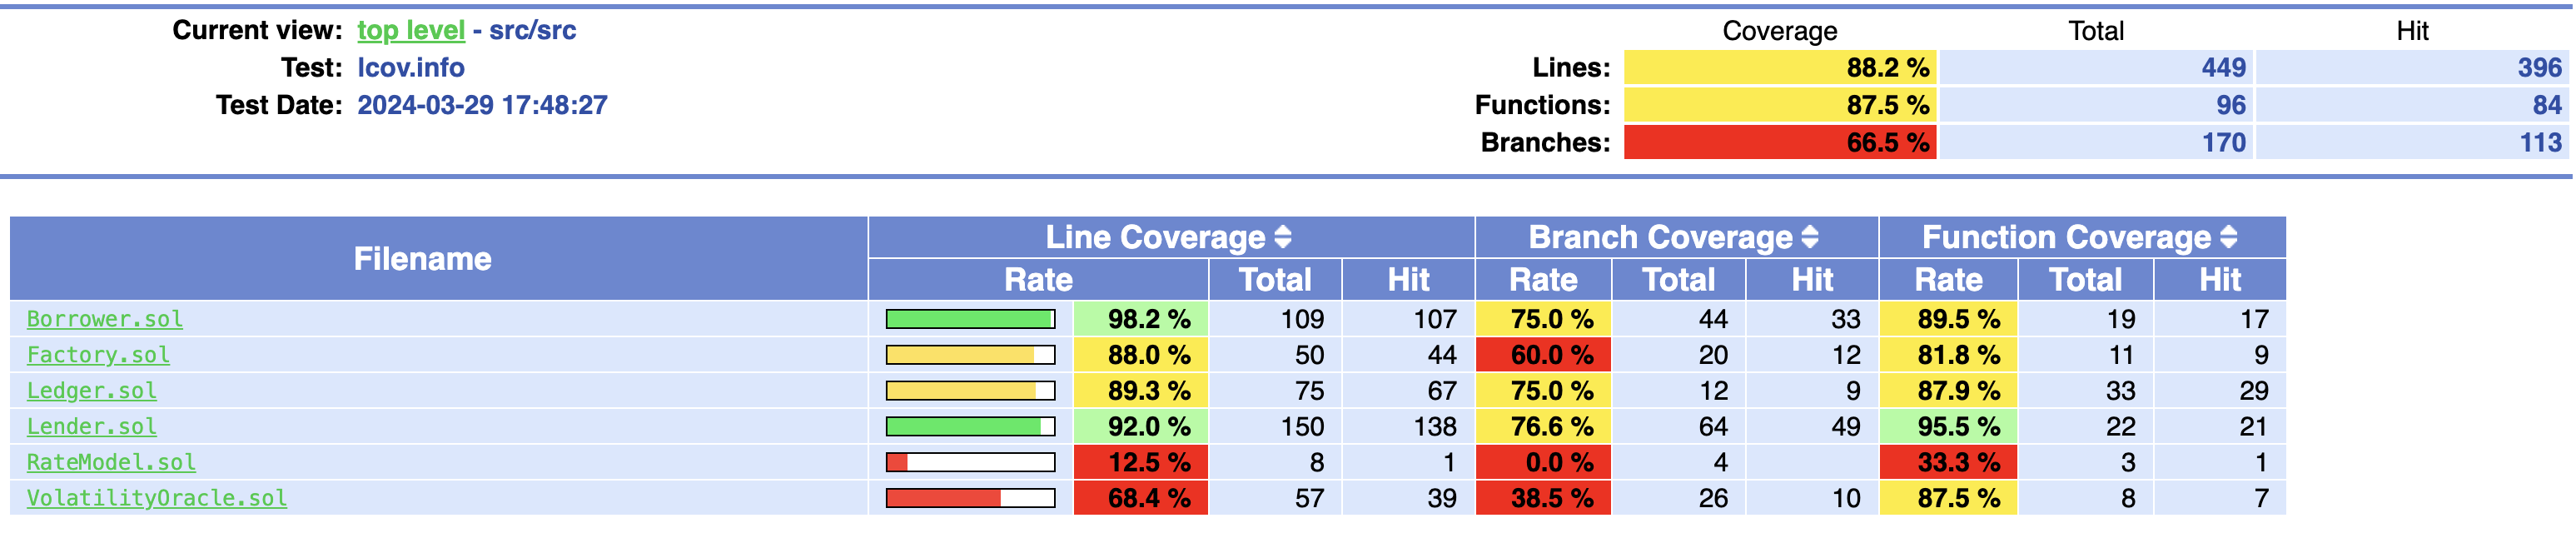 Current view: top level - src/src
Test: lcov.info
Test Date: 2024-03-29 17:48:27
Coverage Total Hit
Lines: 88.2 % 449 396
Functions: 87.5 % 96 84
Branches: 66.5 % 170 113
Filename Line Coverage Branch Coverage Function Coverage
Rate Total Hit Rate Total Hit Rate Total Hit
Borrower.sol 98.2 % 109 107 75.0 % 44 33 89.5 % 19 17
Factory.sol 88.0 % 50 44 60.0 % 20 12 81.8 % 11 9
Ledger.sol 89.3 % 75 67 75.0 % 12 9 87.9 % 33 29
Lender.sol 92.0 % 150 138 76.6 % 64 49 95.5 % 22 21
RateModel.sol 12.5 % 8 1 0.0 % 4 33.3 % 3 1
VolatilityOracle.sol 68.4 % 57 39 38.5 % 26 10 87.5 % 8 7